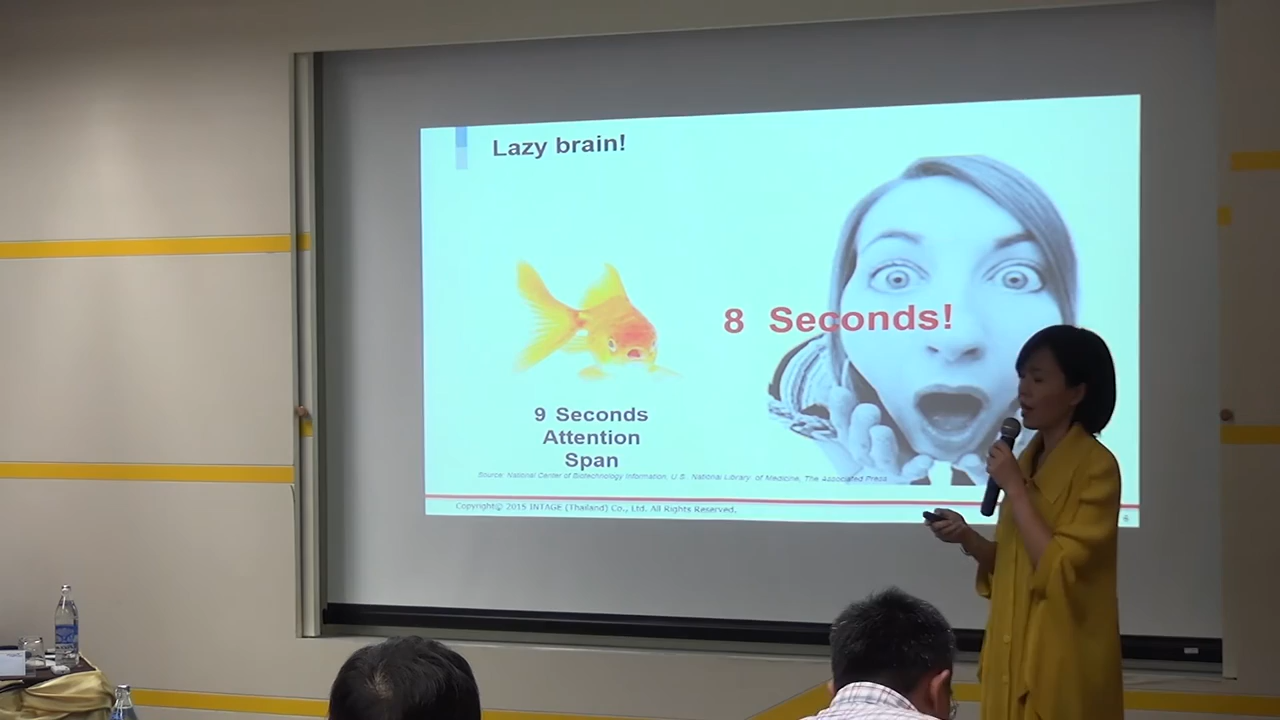 Lazy brain!
8 Seconds!
9 Seconds
Attention
Span
Source: National Center of Biotechnology Information, U.S. National Library of Medicine, The Associated Press
Copyright© 2015 INTAGE (Thailand) Co., Ltd. All Rights Reserved.
6